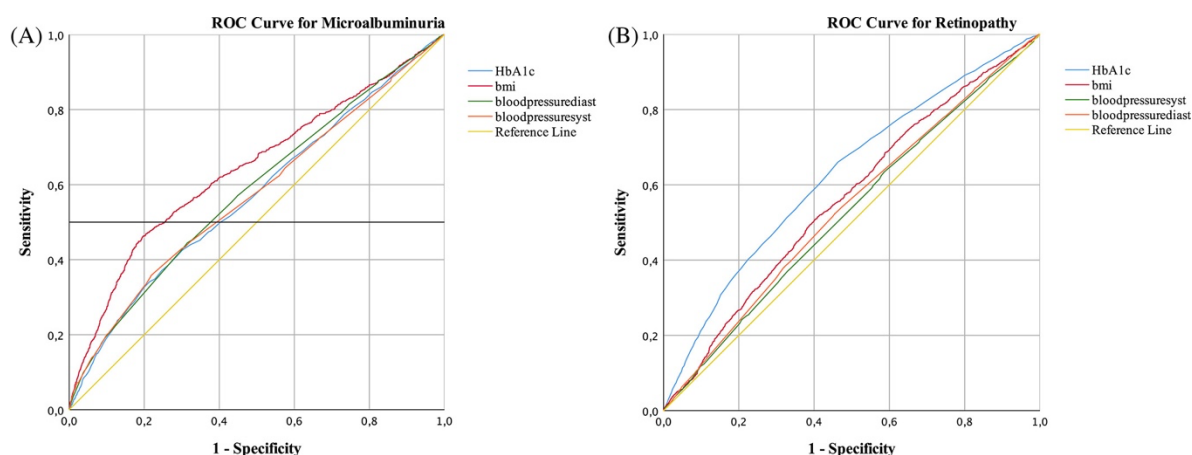 (A)
ROC Curve for Microalbuminuria
1,0
0,8
0,6
0,4
0,2
0,0
0,0 0,2 0,4 0,6 0,8 1,0
Sensitivity
1 - Specificity
HbA1c
bmi
bloodpressurediast
bloodpressuresyst
Reference Line
(B)
ROC Curve for Retinopathy
1,0
0,8
0,6
0,4
0,2
0,0
0,0 0,2 0,4 0,6 0,8 1,0
Sensitivity
1 - Specificity
HbA1c
bmi
bloodpressuresyst
bloodpressurediast
Reference Line